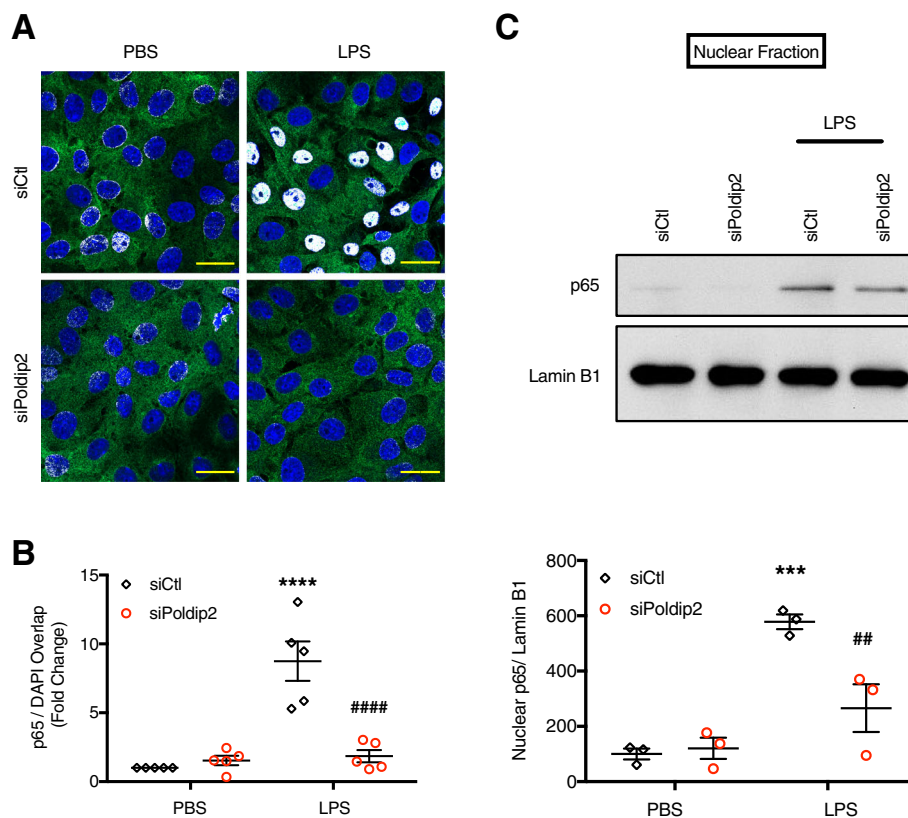 A
PBS
LPS
siCtl
siPoldip2
B
15
10
5
0
p65 / DAPI Overlap
(Fold Change)
siCtl
siPoldip2
****
####
PBS
LPS
C
Nuclear Fraction
LPS
siCtl
siPoldip2
siCtl
siPoldip2
p65
Lamin B1
800
600
400
200
0
Nuclear p65/ Lamin B1
siCtl
siPoldip2
***
##
PBS
LPS